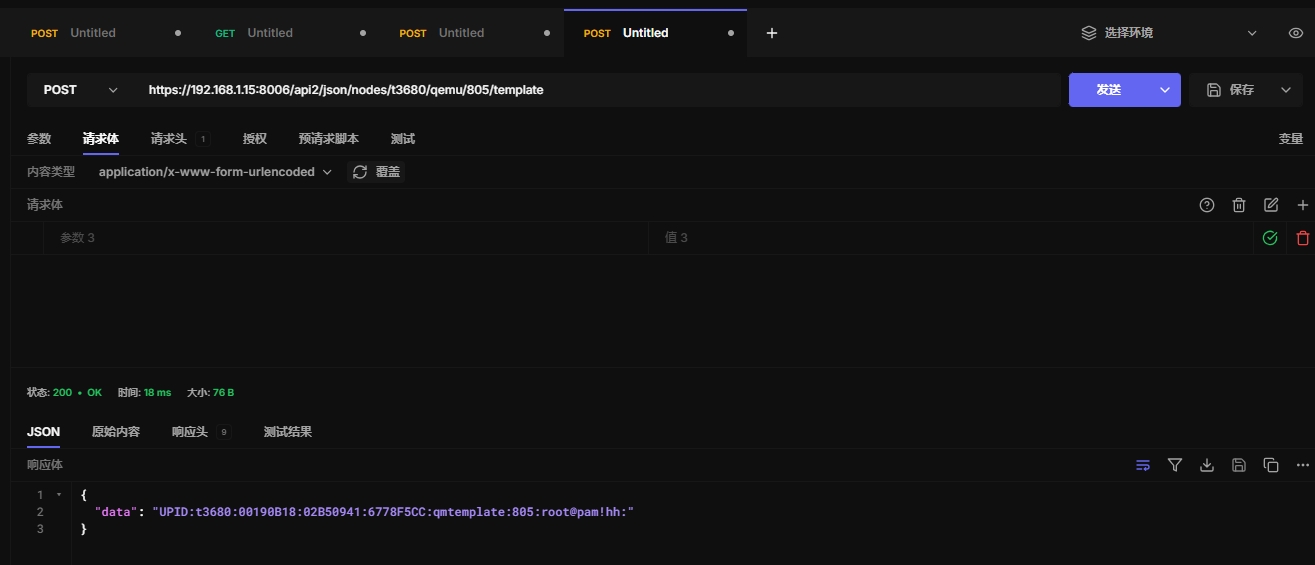 POST Untitled GET Untitled POST Untitled POST Untitled 选择环境
POST https://192.168.1.15:8006/api2/json/nodes/t3680/qemu/805/template 发送 保存
参数 请求体 请求头 1 授权 预请求脚本 测试 变量
内容类型 application/x-www-form-urlencoded 覆盖
请求体
参数 3 值 3
状态: 200 • OK 时间: 18 ms 大小: 76 B
JSON 原始内容 响应头 9 测试结果
响应体
1 {
2 "data": "UPID:t3680:00190B18:02B50941:6778F5CC:qmtemplate:805:root@pam!hh:"
3 }